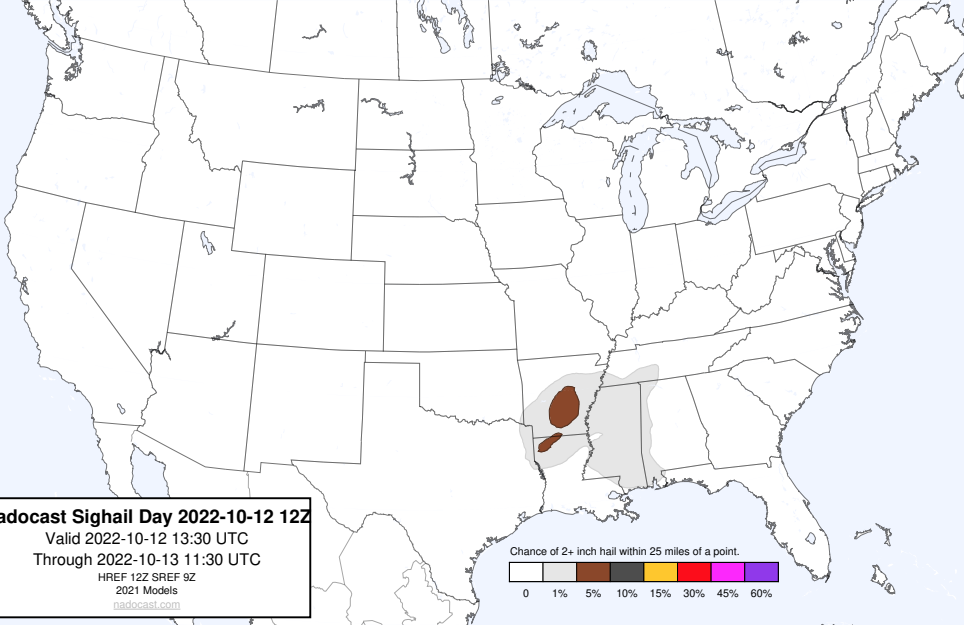 adocast Sighail Day 2022-10-12 12Z
Valid 2022-10-12 13:30 UTC
Through 2022-10-13 11:30 UTC
HREF 12Z SREF 9Z
2021 Models
nadocast.com
Chance of 2+ inch hail within 25 miles of a point.
0 1% 5% 10% 15% 30% 45% 60%